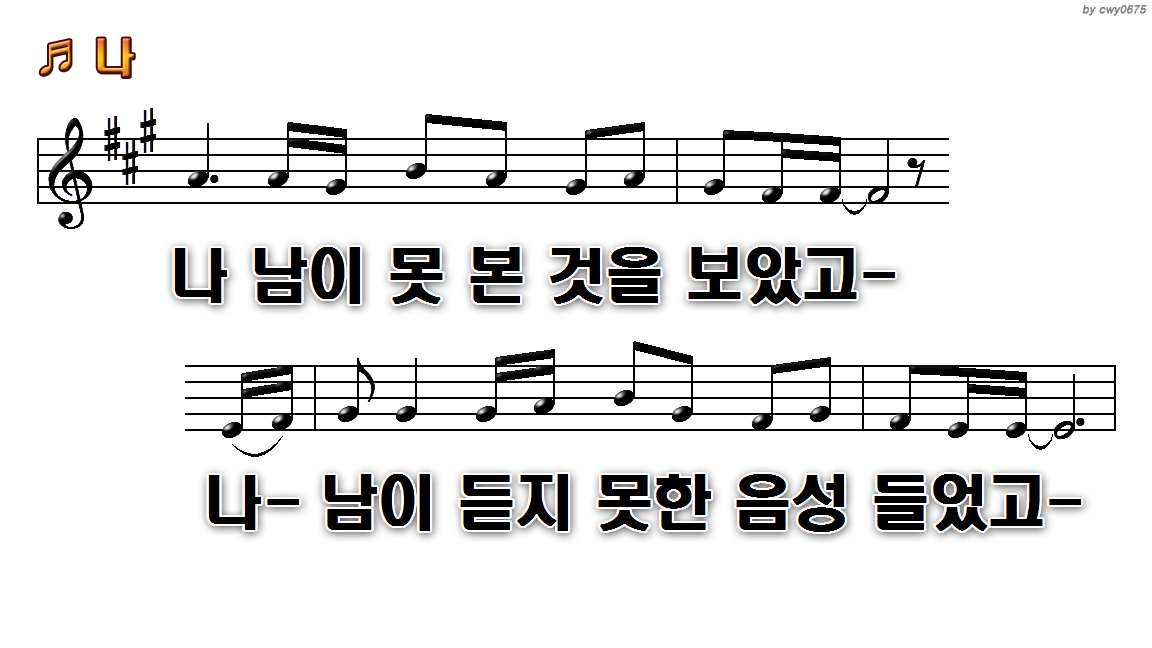 by cwy0675
♬ 나
나 남이 못 본 것을 보았고-
나- 남이 듣지 못한 음성 들었고-